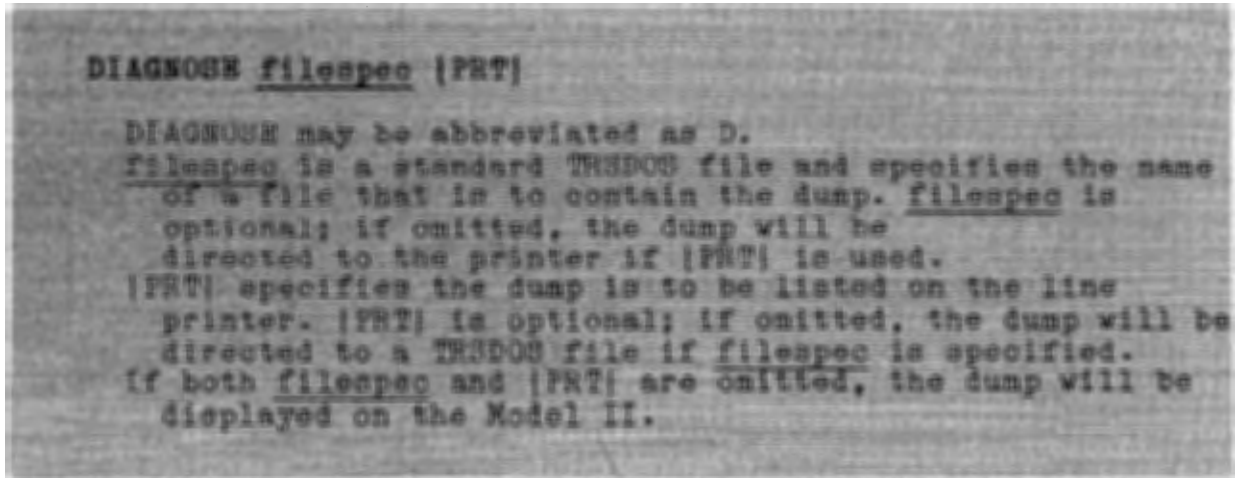 DIAGNOSE filespec {PRT}
DIAGNOSE may be abbreviated as D.
filespec is a standard TRSDOS file and specifies the name
of a file that is to contain the dump. filespec is
optional; if omitted, the dump will be
directed to the printer if {PRT} is used.
{PRT} specifies the dump is to be listed on the line
printer. {PRT} is optional; if omitted, the dump will be
directed to a TRSDOS file if filespec is specified.
If both filespec and {PRT} are omitted, the dump will be
displayed on the Model II.